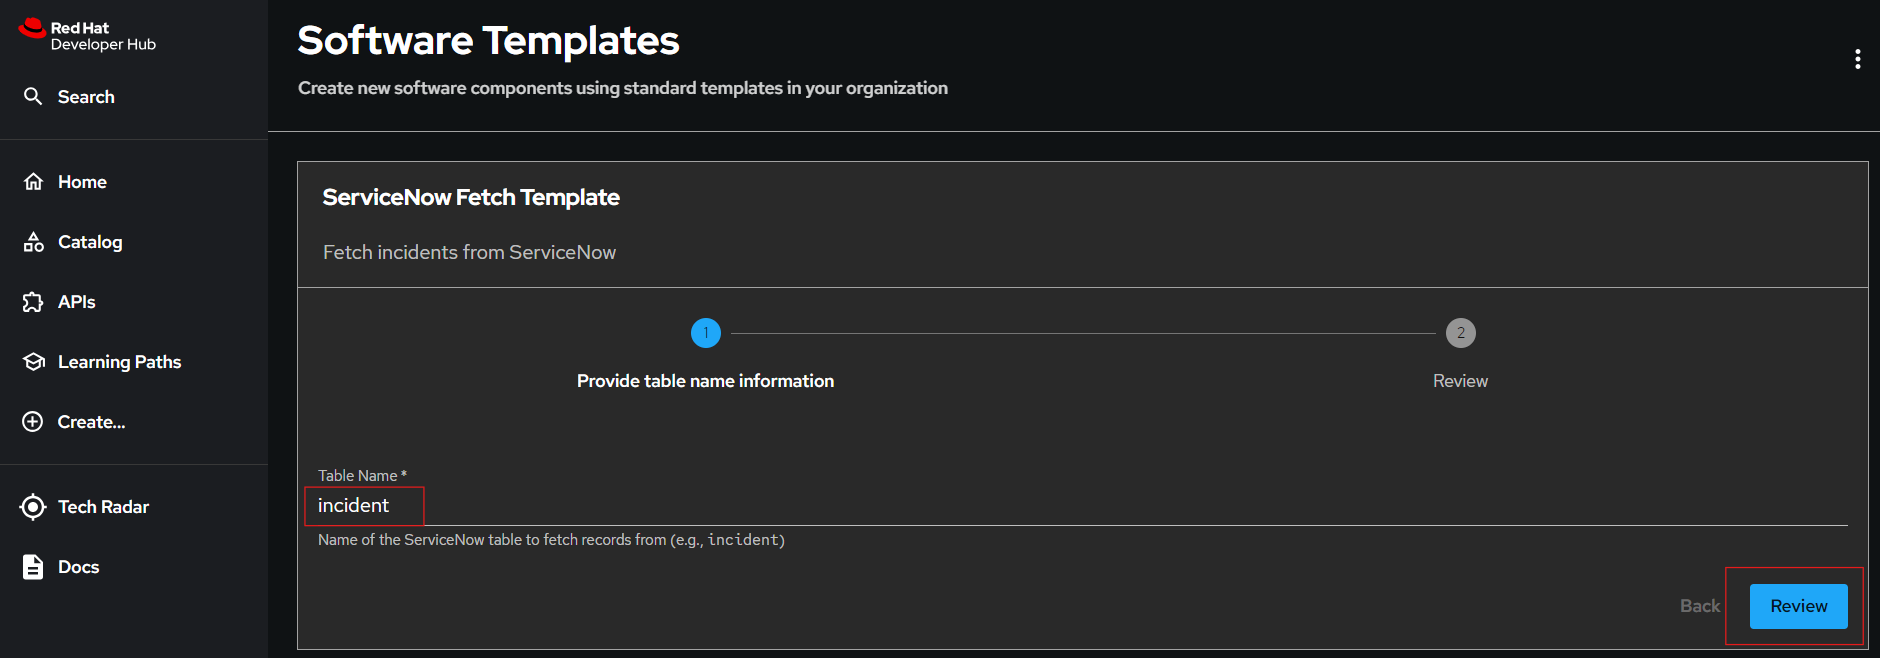 Red Hat
Developer Hub
Search
Home
Catalog
APIs
Learning Paths
Create...
Tech Radar
Docs
Software Templates
Create new software components using standard templates in your organization
ServiceNow Fetch Template
Fetch incidents from ServiceNow
1
Provide table name information
2
Review
Table Name *
incident
Name of the ServiceNow table to fetch records from (e.g., incident)
Back
Review